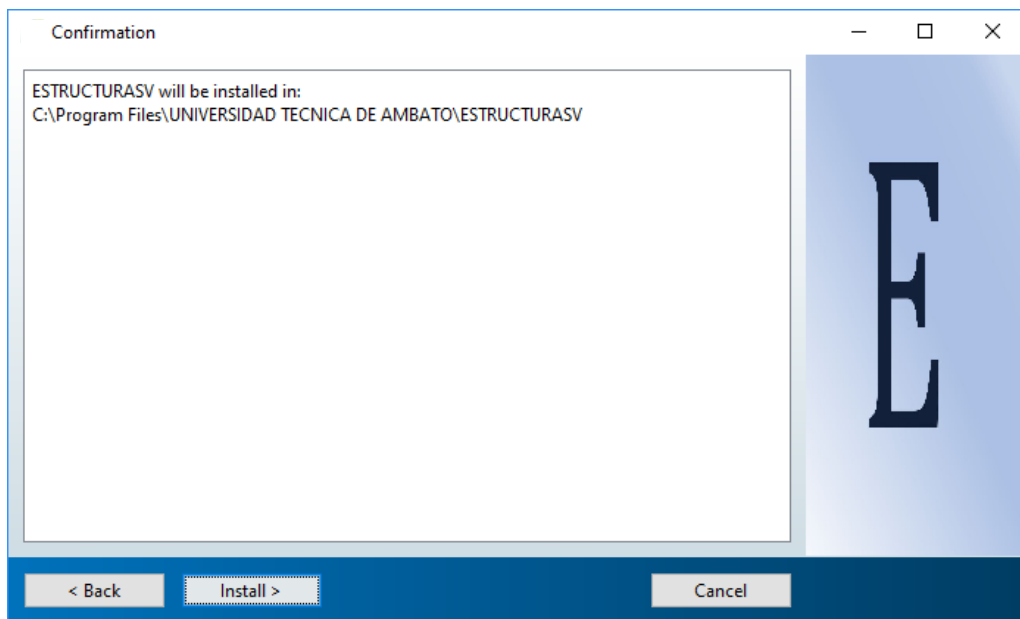 Confirmation
ESTRUCTURASV will be installed in:
C:\Program Files\UNIVERSIDAD TECNICA DE AMBATO\ESTRUCTURASV
E
< Back
Install >
Cancel